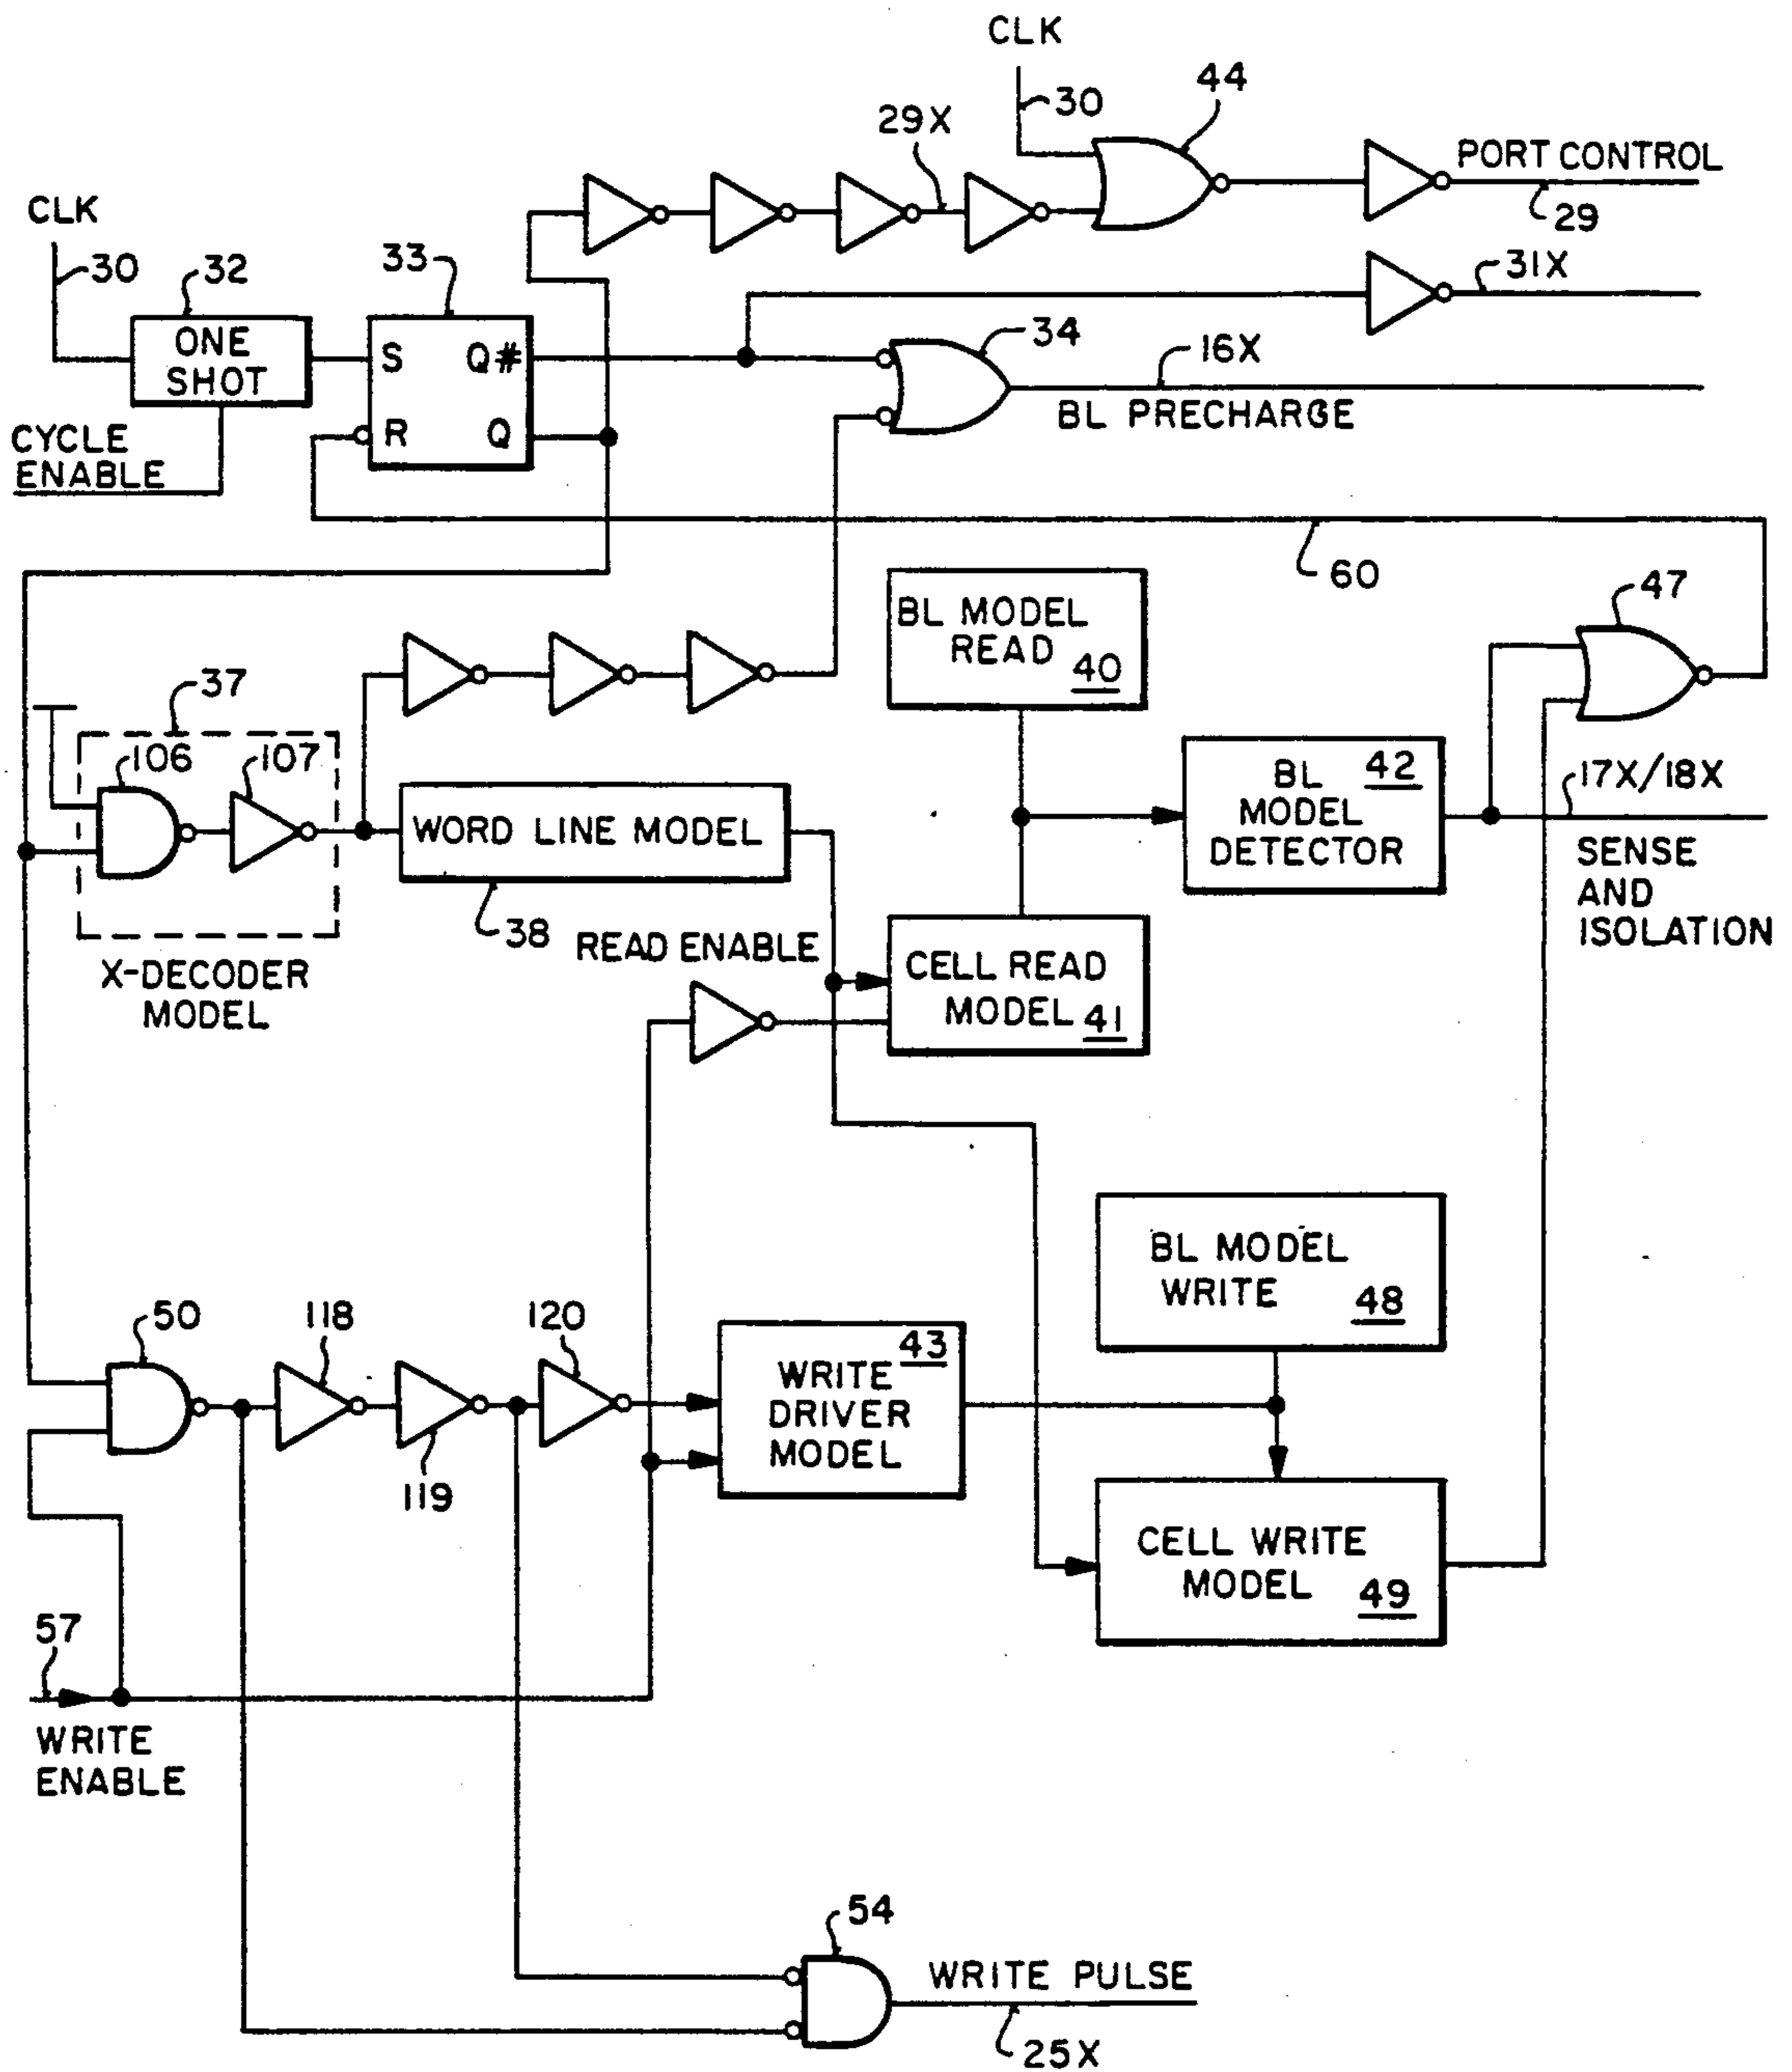 CLK
30
44
29X
PORT CONTROL
29
CLK
30
32
33
31X
ONE
SHOT
S
Q#
R
Q
34
16X
BL PRECHARGE
CYCLE
ENABLE
60
47
BL MODEL
READ
40
37
106
107
WORD LINE MODEL
38
BL
42
MODEL
DETECTOR
17X/18X
SENSE
AND
ISOLATION
X-DECODER
MODEL
READ ENABLE
CELL READ
MODEL 41
BL MODEL
WRITE
48
50
118
119
120
43
WRITE
DRIVER
MODEL
CELL WRITE
MODEL
49
57
WRITE
ENABLE
54
WRITE PULSE
25X